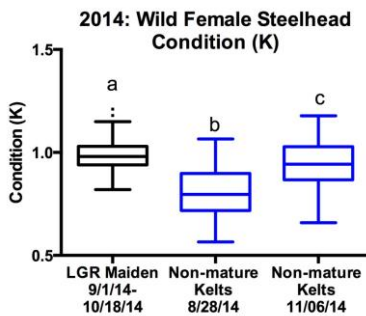 2014: Wild Female Steelhead
Condition (K)
Condition (K)
1.5
1.0
0.5
a
b
c
LGR Maiden
9/1/14-
10/18/14
Non-mature
Kelts
8/28/14
Non-mature
Kelts
11/06/14